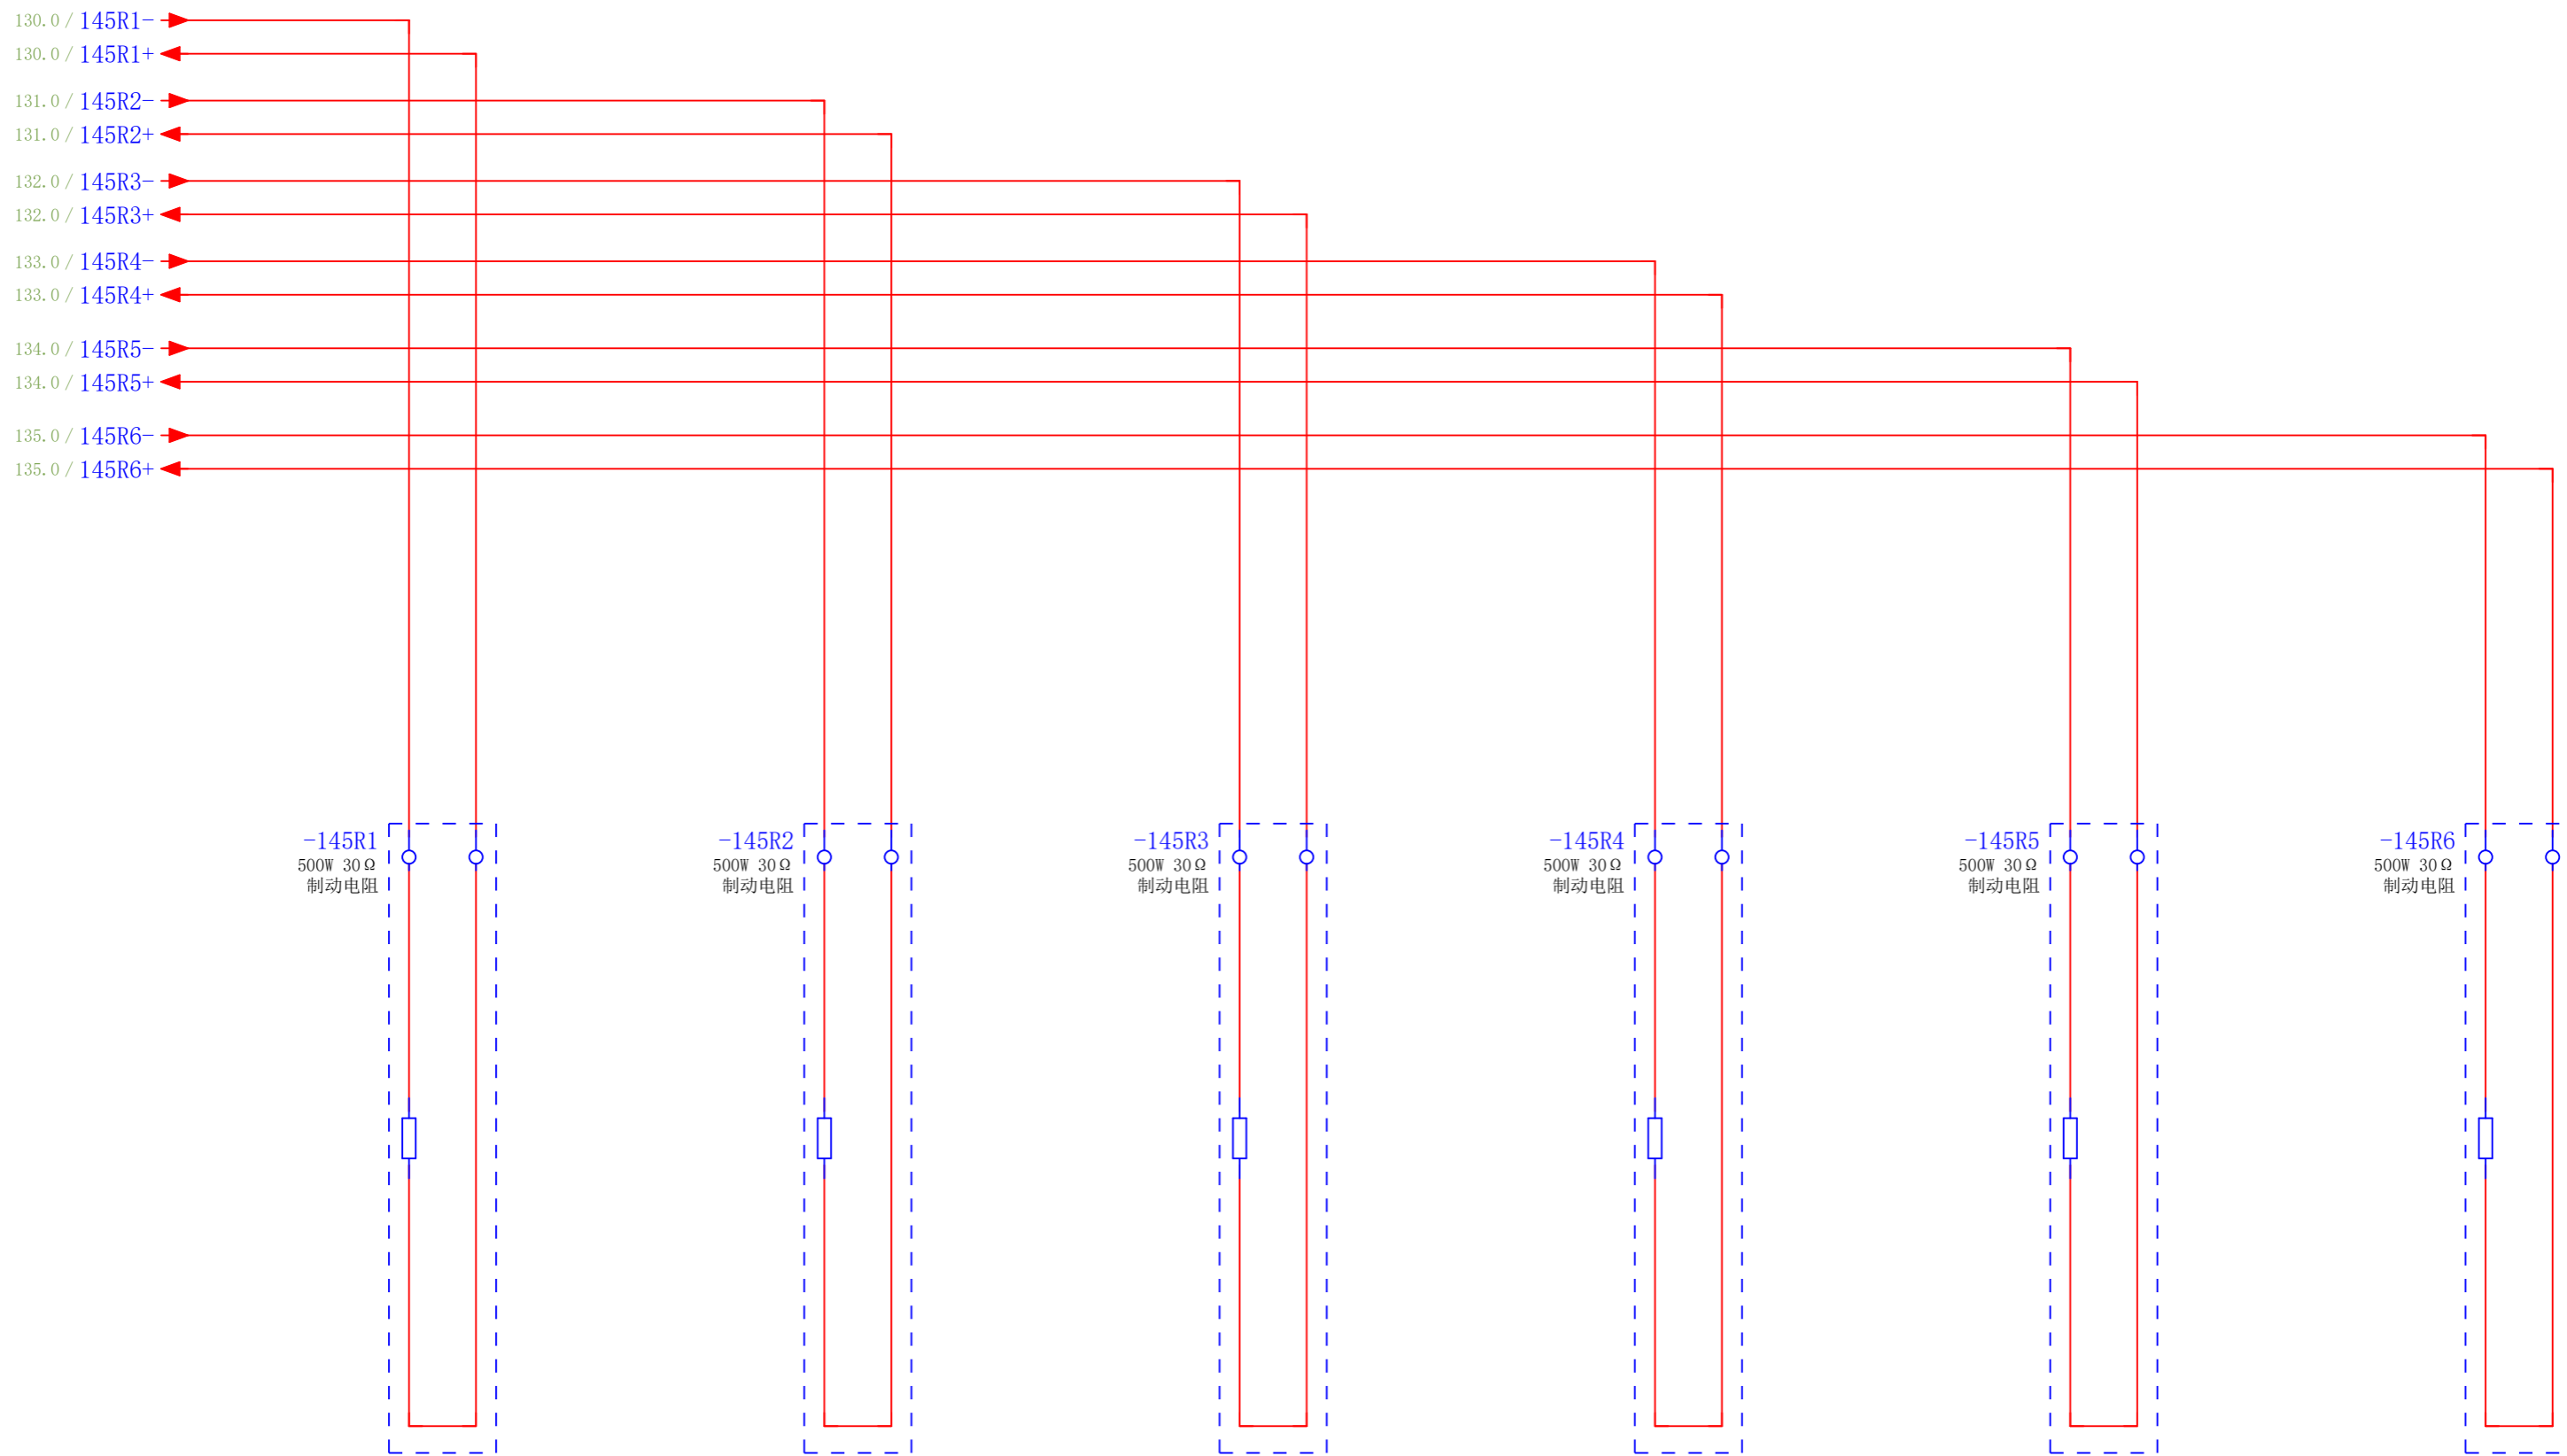 130.0 / 145R1-
130.0 / 145R1+
131.0 / 145R2-
131.0 / 145R2+
132.0 / 145R3-
132.0 / 145R3+
133.0 / 145R4-
133.0 / 145R4+
134.0 / 145R5-
134.0 / 145R5+
135.0 / 145R6-
135.0 / 145R6+
-145R1
500W 30Ω
制动电阻
-145R2
500W 30Ω
制动电阻
-145R3
500W 30Ω
制动电阻
-145R4
500W 30Ω
制动电阻
-145R5
500W 30Ω
制动电阻
-145R6
500W 30Ω
制动电阻